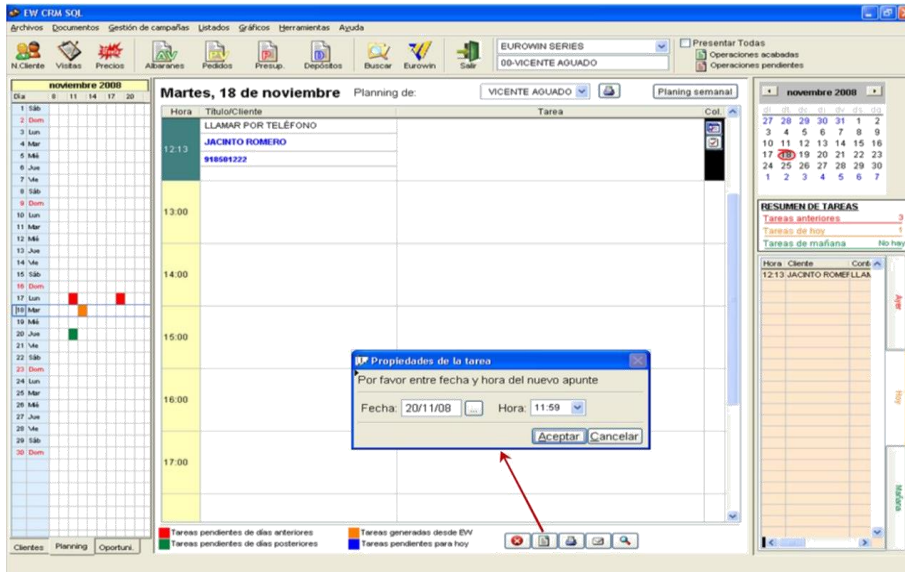 EW CRM SQL
Archivos Documentos Gestión de campañas Listados Gráficos Herramientas Ayuda
N.Cliente Visitas Precios Albaranes Pedidos Presup. Depósitos Buscar Eurowin Salir
EUROWIN SERIES
00-VICENTE AGUADO
Presentar Todas
Operaciones acabadas
Operaciones pendientes
noviembre 2008
Día 8 11 14 17 20
1 Sáb
2 Dom
3 Lun
4 Mar
5 Mié
6 Jue
7 Vie
8 Sáb
9 Dom
10 Lun
11 Mar
12 Mié
13 Jue
14 Vie
15 Sáb
16 Dom
17 Lun
18 Mar
19 Mié
20 Jue
21 Vie
22 Sáb
23 Dom
24 Lun
25 Mar
26 Mié
27 Jue
28 Vie
29 Sáb
30 Dom
Clientes Planning Oportuni.
Martes, 18 de noviembre Planning de: VICENTE AGUADO Planing semanal
Hora Título/Cliente Tarea Col.
12:13
LLAMAR POR TELÉFONO
JACINTO ROMERO
918501222
13:00
14:00
15:00
16:00
17:00
Propiedades de la tarea
Por favor entre fecha y hora del nuevo apunte
Fecha: 20/11/08 ... Hora: 11:59
Aceptar Cancelar
Tareas pendientes de días anteriores
Tareas generadas desde EW
Tareas pendientes de días posteriores
Tareas pendientes para hoy
noviembre 2008
27 28 29 30 31 1 2
3 4 5 6 7 8 9
10 11 12 13 14 15 16
17 18 19 20 21 22 23
24 25 26 27 28 29 30
1 2 3 4 5 6 7
RESUMEN DE TAREAS
Tareas anteriores 3
Tareas de hoy 1
Tareas de mañana No hay
Hora Cliente Conta
12:13 JACINTO ROMEF LLAM
Ayer
Hoy
Mañana